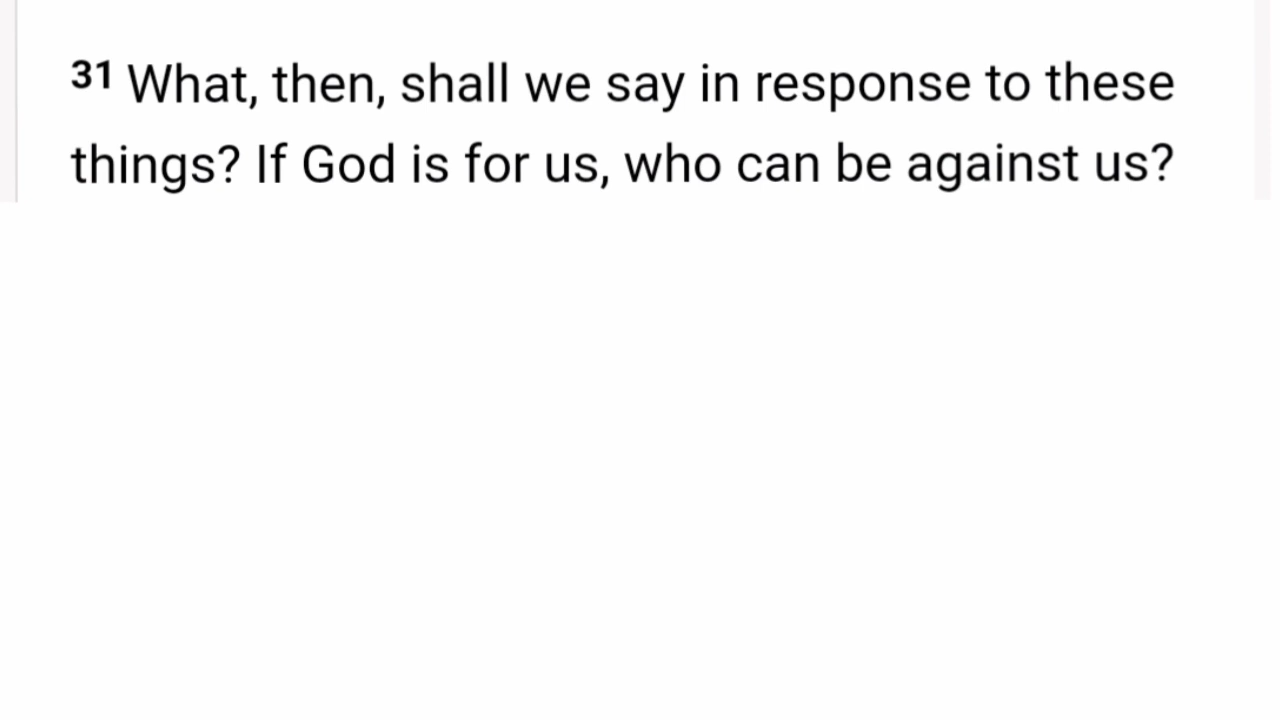 31 What, then, shall we say in response to these
things? If God is for us, who can be against us?